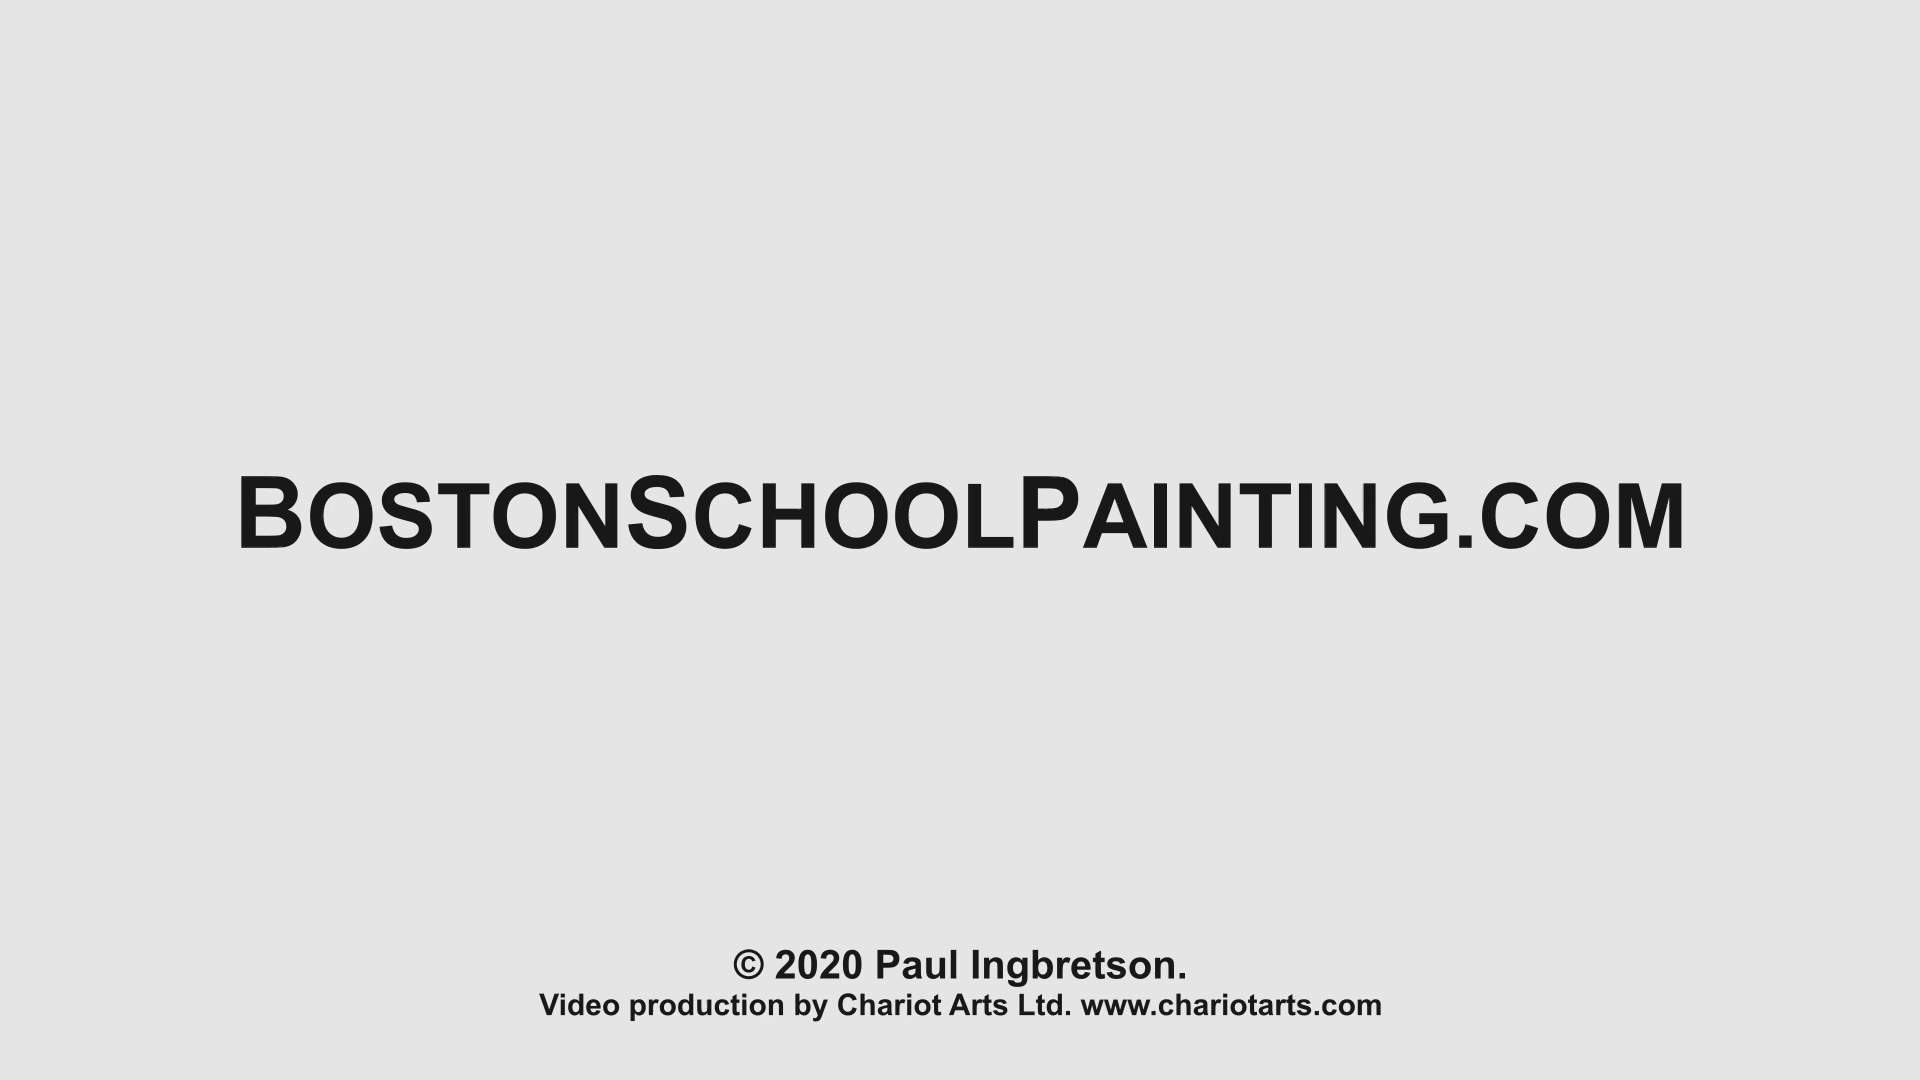 BOSTONSCHOOLPAINTING.COM
© 2020 Paul Ingbretson.
Video production by Chariot Arts Ltd. www.chariotarts.com